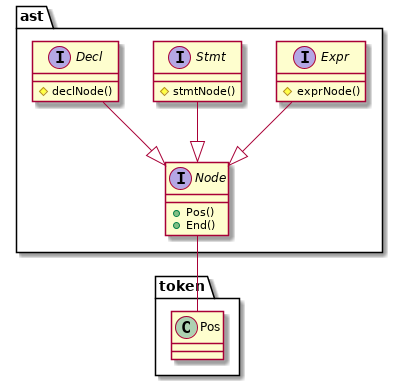 ast
I Decl
I Stmt
I Expr
declNode()
stmtNode()
exprNode()
I Node
Pos()
End()
token
C Pos